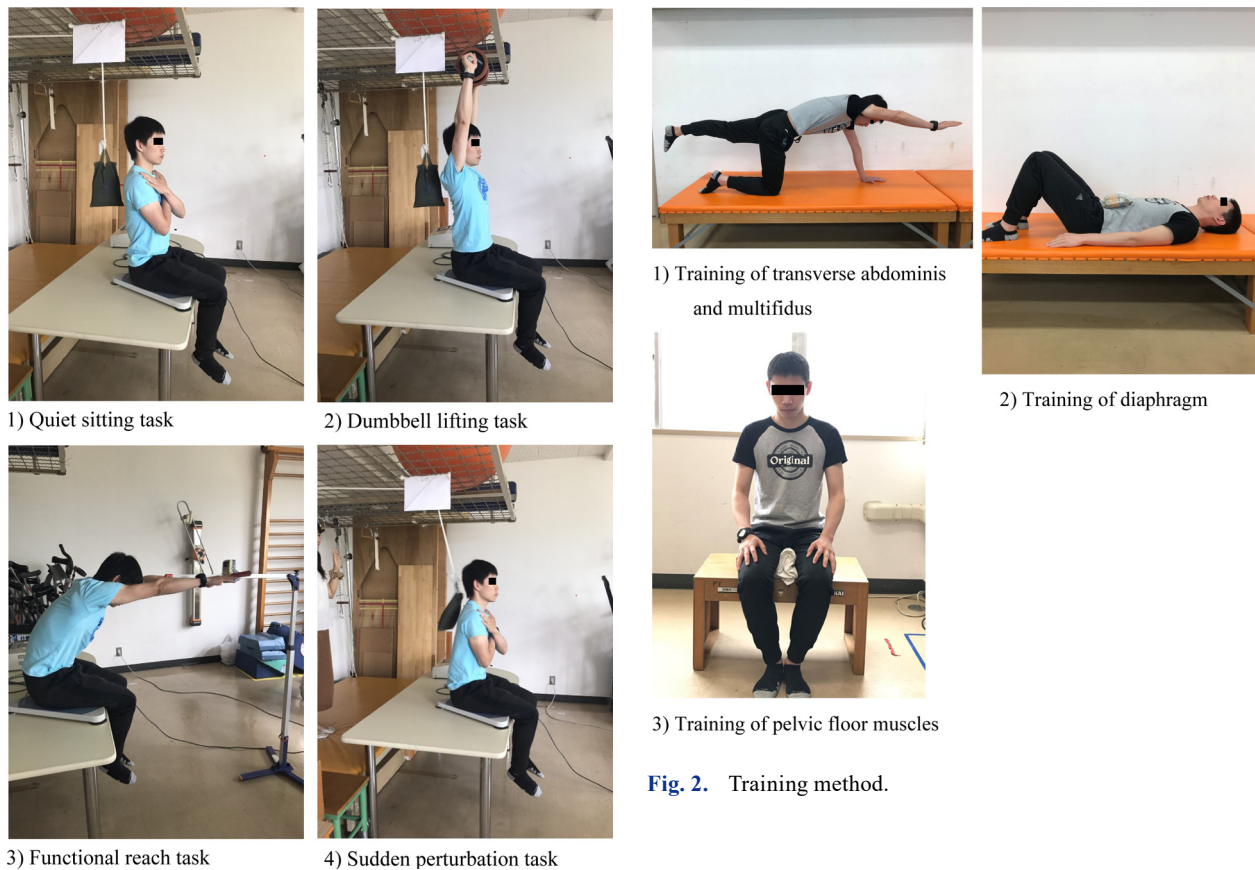 1) Quiet sitting task
2) Dumbbell lifting task
3) Functional reach task
4) Sudden perturbation task
1) Training of transverse abdominis
and multifidus
2) Training of diaphragm
Original
3) Training of pelvic floor muscles
Fig. 2. Training method.